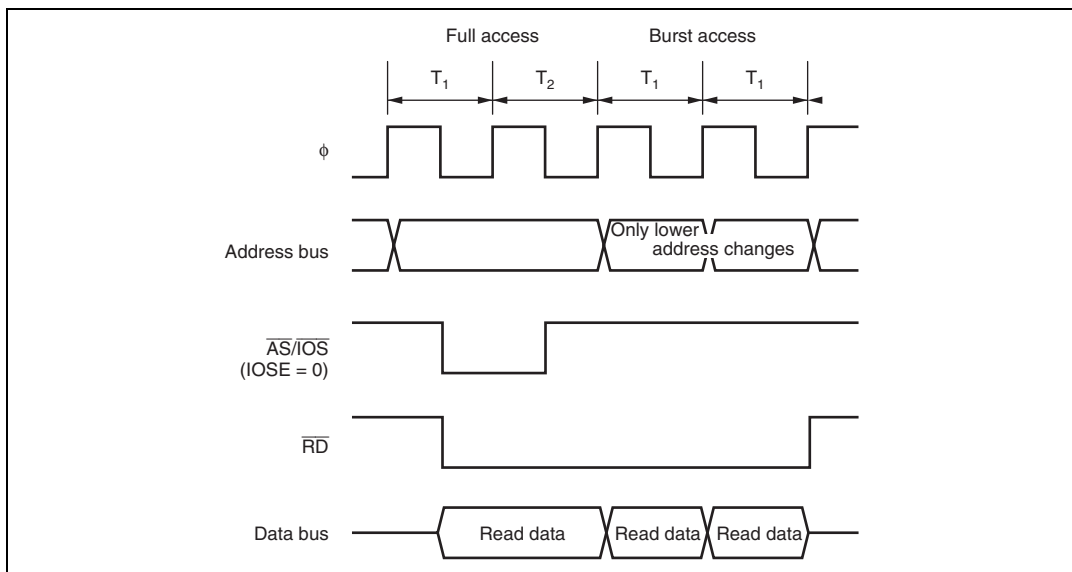 Full access Burst access
T1 T2 T1 T1
ϕ
Only lower
address changes
Address bus
AS/IOS
(IOSE = 0)
RD
Data bus Read data Read data Read data